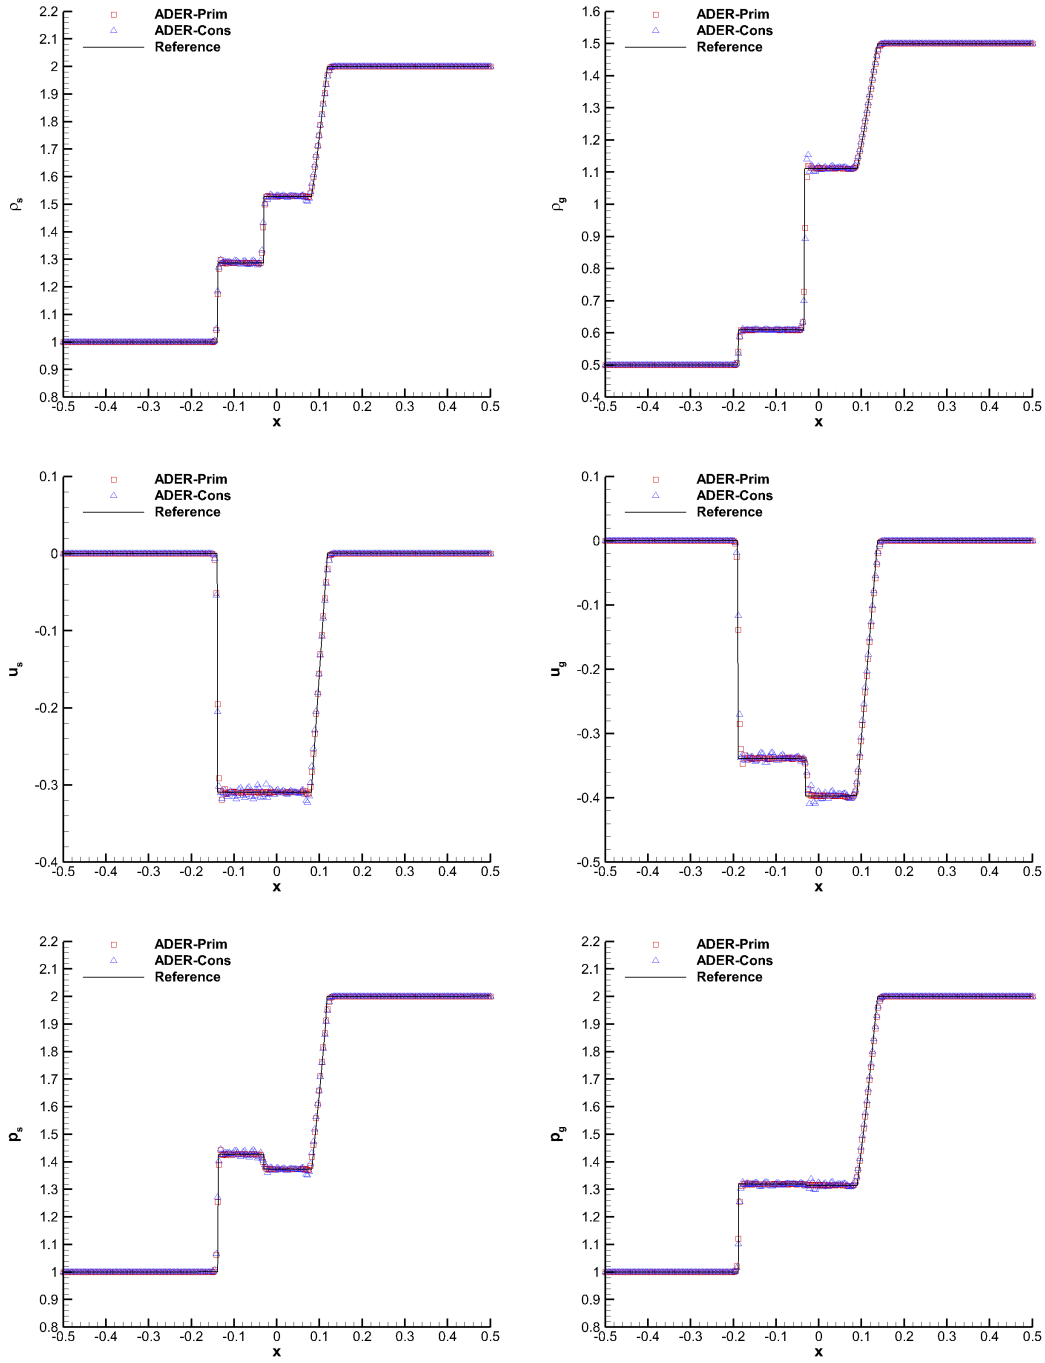 ADER-Prim
ADER-Cons
Reference
2.2
2.1
2
1.9
1.8
1.7
1.6
1.5
1.4
1.3
1.2
1.1
1
0.9
0.8
ρs
-0.5 -0.4 -0.3 -0.2 -0.1 0 0.1 0.2 0.3 0.4 0.5
x
ADER-Prim
ADER-Cons
Reference
1.6
1.5
1.4
1.3
1.2
1.1
1
0.9
0.8
0.7
0.6
0.5
0.4
ρg
-0.5 -0.4 -0.3 -0.2 -0.1 0 0.1 0.2 0.3 0.4 0.5
x
ADER-Prim
ADER-Cons
Reference
0.1
0
-0.1
-0.2
-0.3
-0.4
us
-0.5 -0.4 -0.3 -0.2 -0.1 0 0.1 0.2 0.3 0.4 0.5
x
ADER-Prim
ADER-Cons
Reference
0.1
0
-0.1
-0.2
-0.3
-0.4
-0.5
ug
-0.5 -0.4 -0.3 -0.2 -0.1 0 0.1 0.2 0.3 0.4 0.5
x
ADER-Prim
ADER-Cons
Reference
2.2
2.1
2
1.9
1.8
1.7
1.6
1.5
1.4
1.3
1.2
1.1
1
0.9
0.8
ps
-0.5 -0.4 -0.3 -0.2 -0.1 0 0.1 0.2 0.3 0.4 0.5
x
ADER-Prim
ADER-Cons
Reference
2.2
2.1
2
1.9
1.8
1.7
1.6
1.5
1.4
1.3
1.2
1.1
1
0.9
0.8
pg
-0.5 -0.4 -0.3 -0.2 -0.1 0 0.1 0.2 0.3 0.4 0.5
x